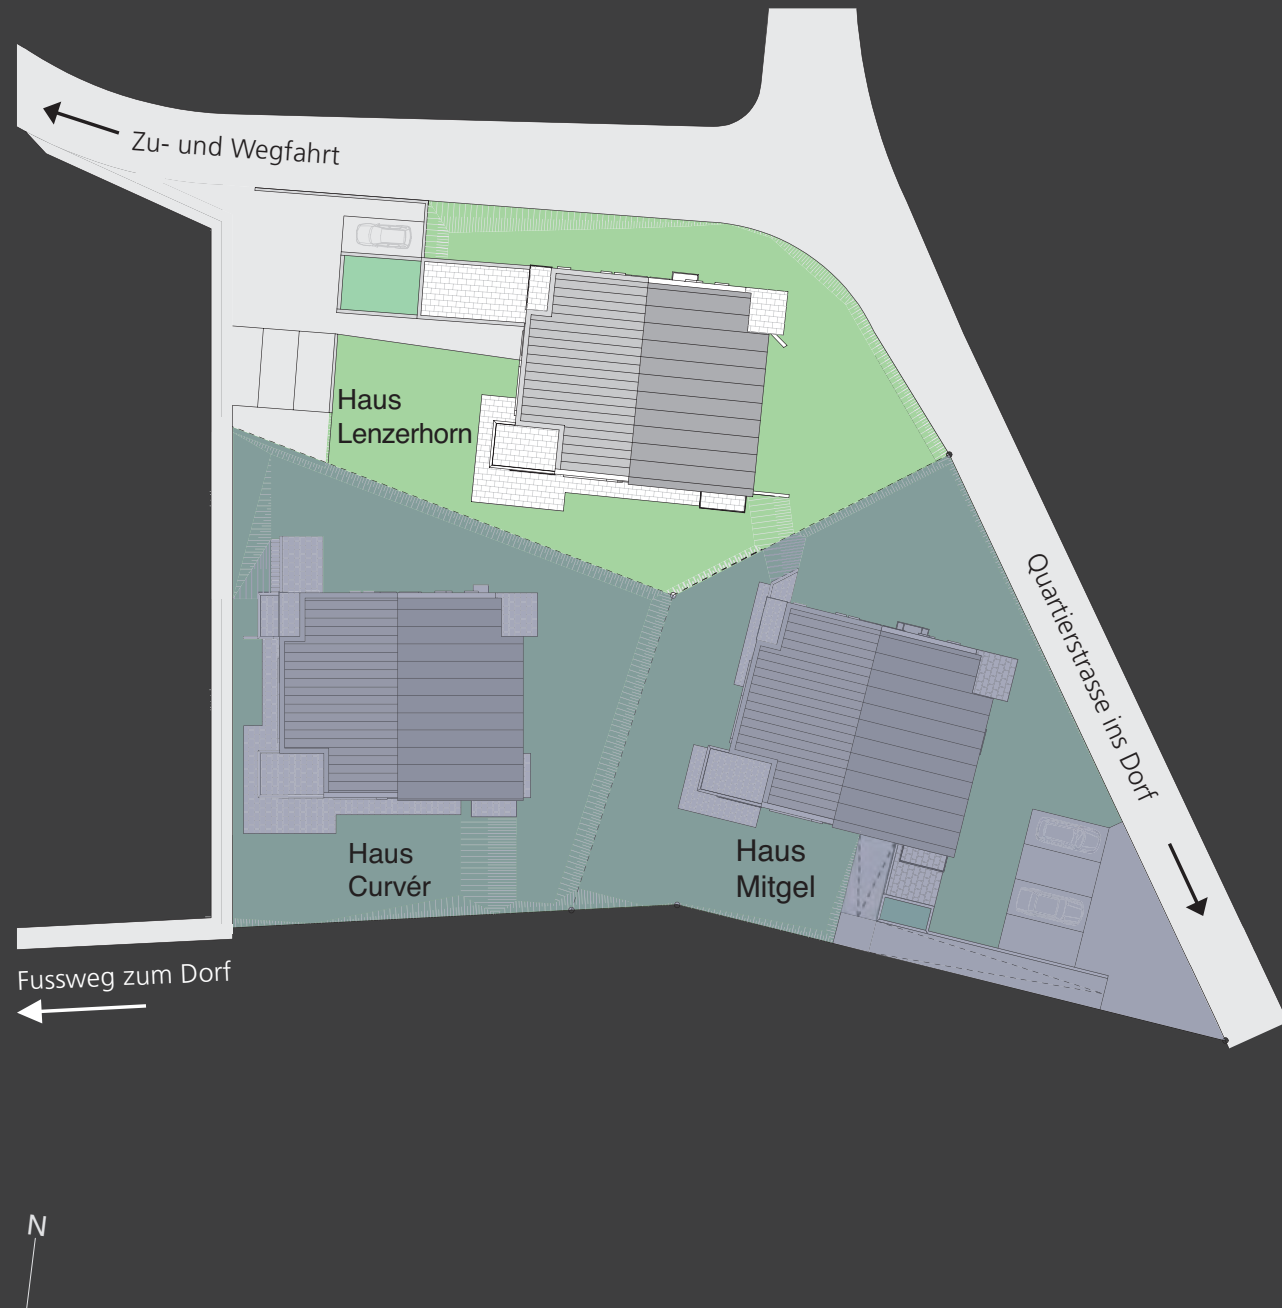 Zu- und Wegfahrt
Haus
Lenzerhorn
Quartierstrasse ins Dorf
Haus
Curvér
Haus
Mitgel
Fussweg zum Dorf
N